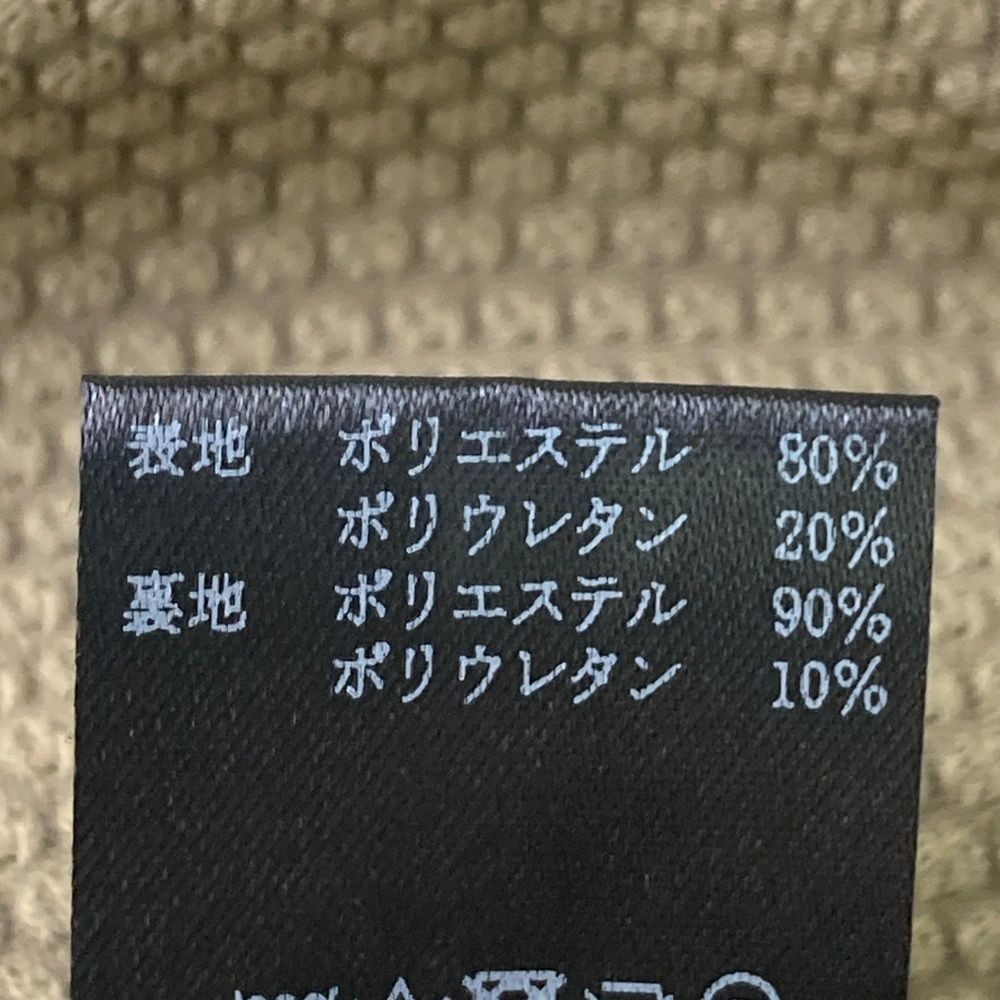 表地 ポリエステル 80%
ポリウレタン 20%
裏地 ポリエステル 90%
ポリウレタン 10%